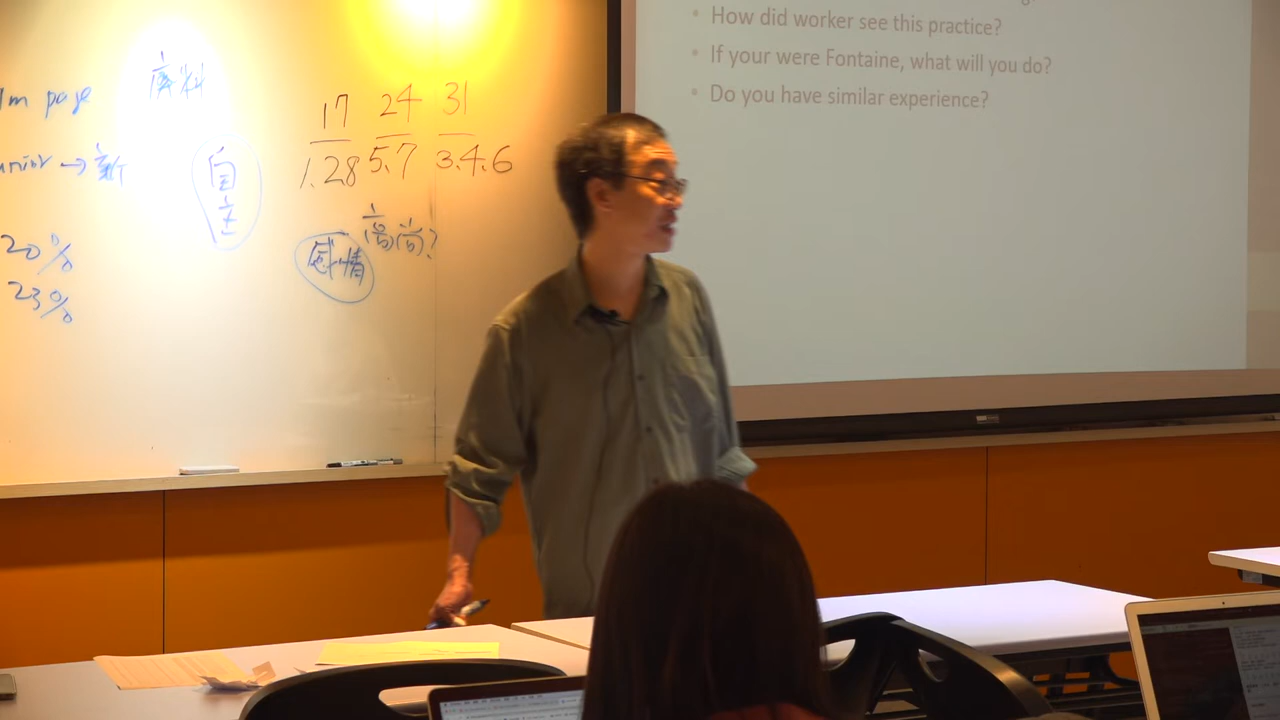 1m page
廢料
→ 新
自主
20%
23%
17 24 31
1.28 5.7 3.4.6
高尚?
感情
• How did worker see this practice?
• If your were Fontaine, what will you do?
• Do you have similar experience?